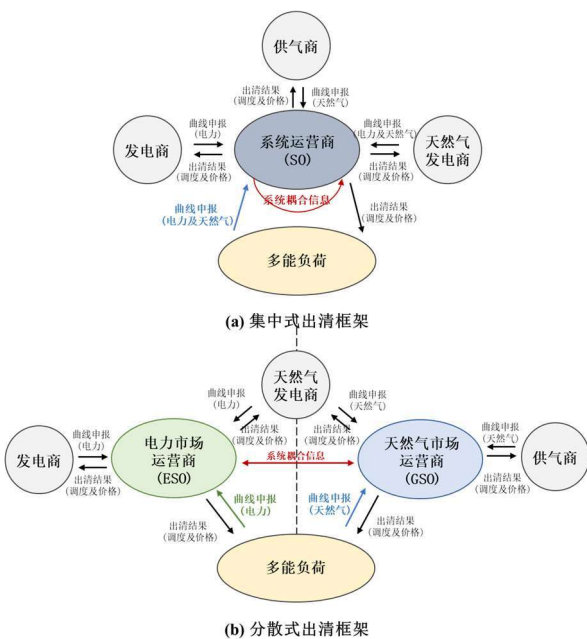 供气商
出清结果
(调度及价格)
曲线申报
(天然气)
发电商
曲线申报
(电力)
出清结果
(调度及价格)
系统运营商
(SO)
曲线申报
(电力及天然气)
出清结果
(调度及价格)
天然气
发电商
系统耦合信息
曲线申报
(电力及天然气)
出清结果
(调度及价格)
多能负荷
(a) 集中式出清框架
天然气
发电商
曲线申报
(电力)
出清结果
(调度及价格)
曲线申报
(天然气)
出清结果
(调度及价格)
发电商
曲线申报
(电力)
出清结果
(调度及价格)
电力市场
运营商
(ESO)
系统耦合信息
天然气市场
运营商
(GSO)
曲线申报
(天然气)
出清结果
(调度及价格)
供气商
出清结果
(调度及价格)
曲线申报
(电力)
曲线申报
(天然气)
出清结果
(调度及价格)
多能负荷
(b) 分散式出清框架